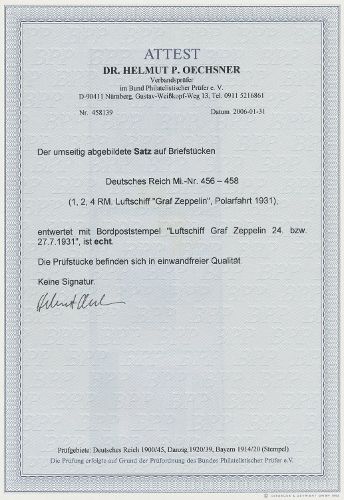 ATTEST
DR. HELMUT P. OECHSNER
Verbandsprüfer
im Bund Philatelistischer Prüfer e. V.
D-90411 Nürnberg, Gustav-Weißkopf-Weg 13, Tel. 0911 5216861
Nr. 458139 Datum 2006-01-31
Der umseitig abgebildete Satz auf Briefstücken
Deutsches Reich Mi.-Nr. 456 – 458
(1, 2, 4 RM. Luftschiff "Graf Zeppelin", Polarfahrt 1931),
entwertet mit Bordpoststempel "Luftschiff Graf Zeppelin 24. bzw.
27.7.1931", ist echt.
Die Prüfstücke befinden sich in einwandfreier Qualität
Keine Signatur.
Prüfgebiete: Deutsches Reich 1900/45, Danzig 1920/39, Bayern 1914/20 (Stempel)
Die Prüfung erfolgte auf Grund der Prüfordnung des Bundes Philatelistischer Prüfer e.V.